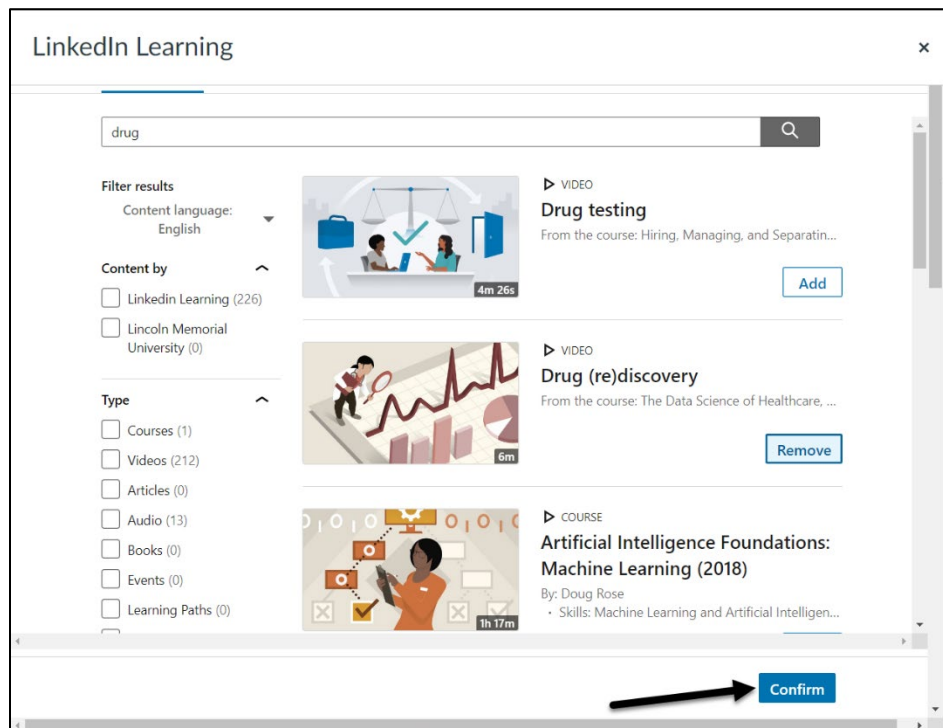 LinkedIn Learning
×
drug
Filter results
Content language:
English
Content by
Linkedin Learning (226)
Lincoln Memorial
University (0)
Type
Courses (1)
Videos (212)
Articles (0)
Audio (13)
Books (0)
Events (0)
Learning Paths (0)
4m 26s
VIDEO
Drug testing
From the course: Hiring, Managing, and Separatin...
Add
6m
VIDEO
Drug (re)discovery
From the course: The Data Science of Healthcare, ...
Remove
1h 17m
COURSE
Artificial Intelligence Foundations:
Machine Learning (2018)
By: Doug Rose
• Skills: Machine Learning and Artificial Intelligen...
Confirm